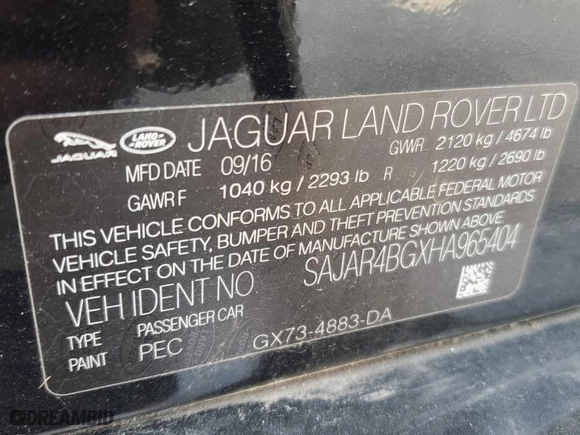 JAGUAR LAND ROVER JAGUAR LAND ROVER LTD
MFD DATE 09/16 GVWR 2120 kg / 4674 lb
GAWR F 1040 kg / 2293 lb R 1220 kg / 2690 lb
THIS VEHICLE CONFORMS TO ALL APPLICABLE FEDERAL MOTOR
VEHICLE SAFETY, BUMPER AND THEFT PREVENTION STANDARDS
IN EFFECT ON THE DATE OF MANUFACTURE SHOWN ABOVE
VEH IDENT NO SAJAR4BGXHA965404
TYPE PASSENGER CAR
PAINT PEC GX73-4883-DA
DREAMBID